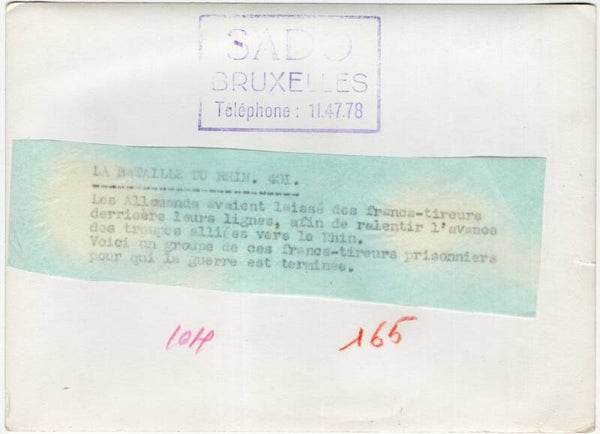 SADO
BRUXELLES
Téléphone : 11.47.78
LA BATAILLE DU RHIN. 401.
Les Allemands avaient laissé des francs-tireurs
derrière leurs lignes, afin de ralentir l'avance
des troupes alliées vers le Rhin.
Voici un groupe de ces francs-tireurs prisonniers
pour qui la guerre est terminée.
104
165